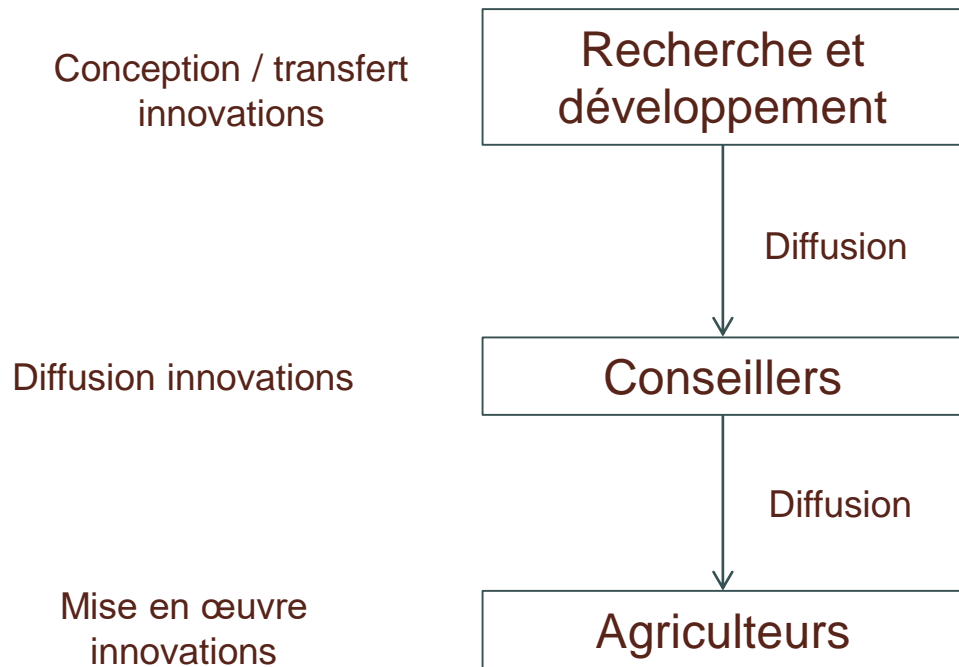 Conception / transfert
innovations
Recherche et
développement
Diffusion
Diffusion innovations
Conseillers
Diffusion
Mise en œuvre
innovations
Agriculteurs